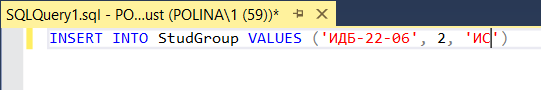 SQLQuery1.sql - PO...ust (POLINA\1 (59))*
INSERT INTO StudGroup VALUES ('ИДБ-22-06', 2, 'ИС')